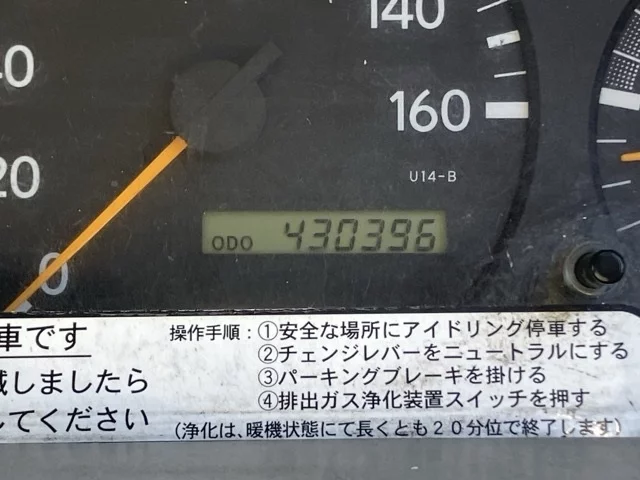 140
40
160
20
U14-B
ODO 430396
0
車です
操作手順：①安全な場所にアイドリング停車する
②チェンジレバーをニュートラルにする
減しましたら
③パーキングブレーキを掛ける
してください
④排出ガス浄化装置スイッチを押す
(浄化は、暖機状態にて長くとも２０分位で終了します)